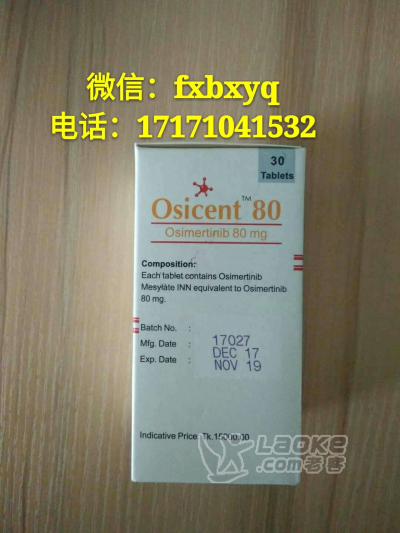 微信：fxbxyq
电话：17171041532
30
Tablets
Osicent™ 80
Osimertinib 80 mg
Composition:
Each tablet contains Osimertinib
Mesylate INN equivalent to Osimertinib
80 mg.
Batch No. :
17027
Mfg. Date :
DEC 17
Exp. Date :
NOV 19
Indicative Price: Tk.15000.00
LAOKE
.com老客